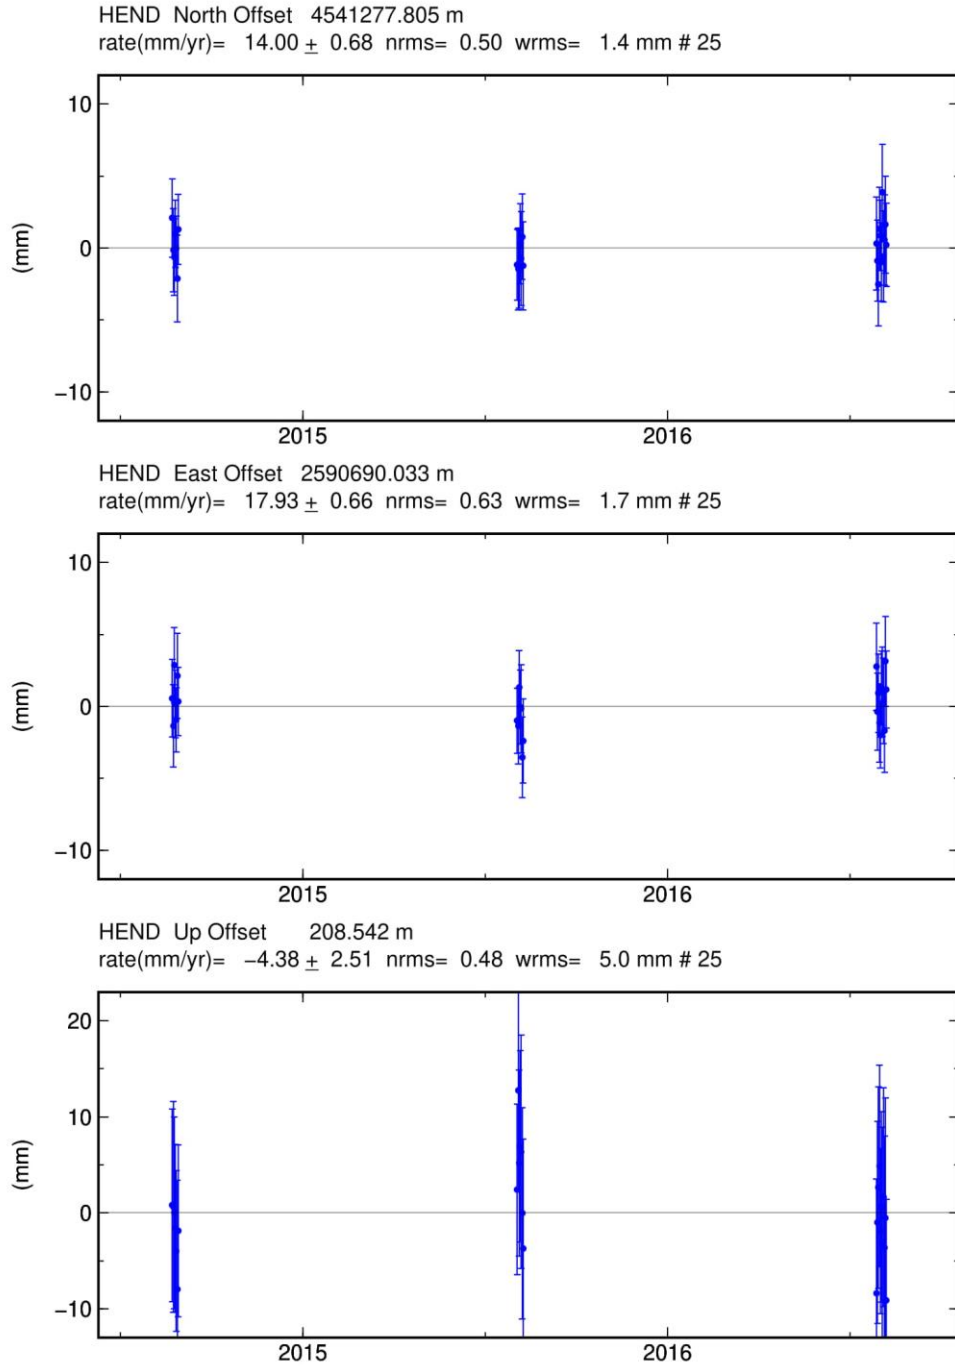 HEND North Offset 4541277.805 m
rate(mm/yr)= 14.00 ± 0.68 nrms= 0.50 wrms= 1.4 mm # 25
10
0
−10
(mm)
2015 2016
HEND East Offset 2590690.033 m
rate(mm/yr)= 17.93 ± 0.66 nrms= 0.63 wrms= 1.7 mm # 25
10
0
−10
(mm)
2015 2016
HEND Up Offset 208.542 m
rate(mm/yr)= −4.38 ± 2.51 nrms= 0.48 wrms= 5.0 mm # 25
20
10
0
−10
(mm)
2015 2016